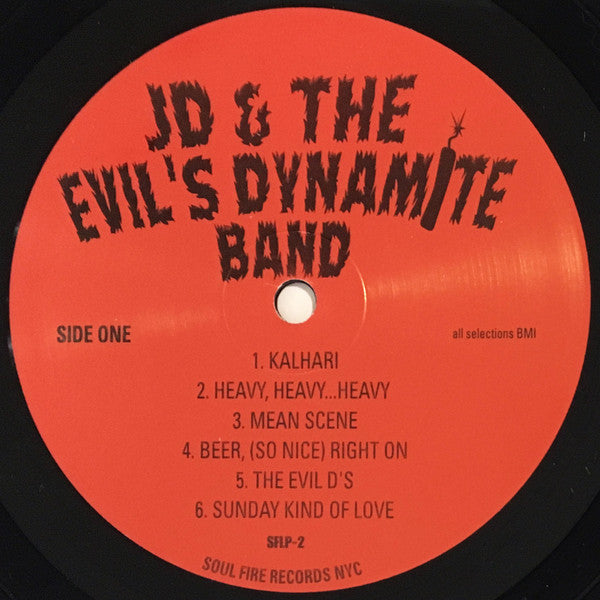 JD & THE
EVIL'S DYNAMITE
BAND
SIDE ONE
all selections BMI
1. KALHARI
2. HEAVY, HEAVY...HEAVY
3. MEAN SCENE
4. BEER, (SO NICE) RIGHT ON
5. THE EVIL D'S
6. SUNDAY KIND OF LOVE
SFLP-2
SOUL FIRE RECORDS NYC